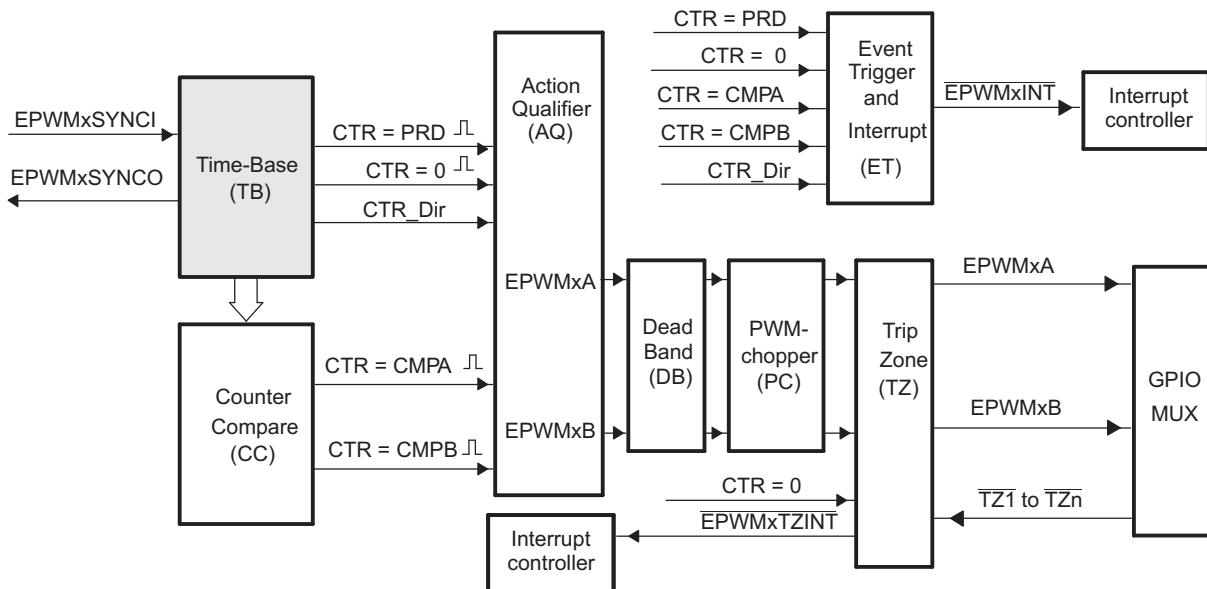 EPWMxSYNCI
EPWMxSYNCO
Time-Base
(TB)
CTR = PRD
CTR = 0
CTR_Dir
Counter
Compare
(CC)
CTR = CMPA
CTR = CMPB
Action
Qualifier
(AQ)
EPWMxA
EPWMxB
CTR = PRD
CTR = 0
CTR = CMPA
CTR = CMPB
CTR_Dir
Event
Trigger
and
Interrupt
(ET)
EPWMxINT
Interrupt
controller
Dead
Band
(DB)
PWM-
chopper
(PC)
Trip
Zone
(TZ)
EPWMxA
EPWMxB
TZ1 to TZn
GPIO
MUX
CTR = 0
EPWMxTZINT
Interrupt
controller